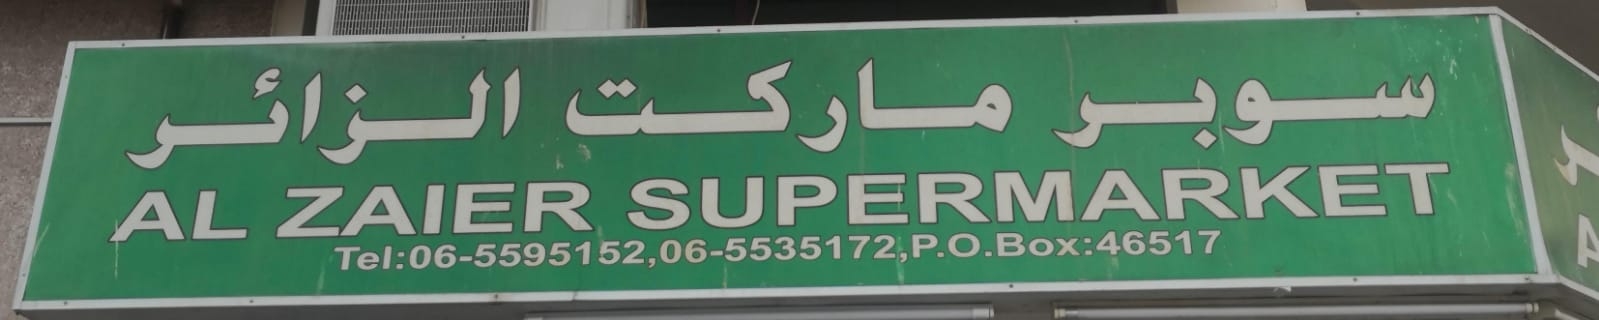 سوبر ماركت الزائر
AL ZAIER SUPERMARKET
Tel:06-5595152,06-5535172,P.O.Box:46517